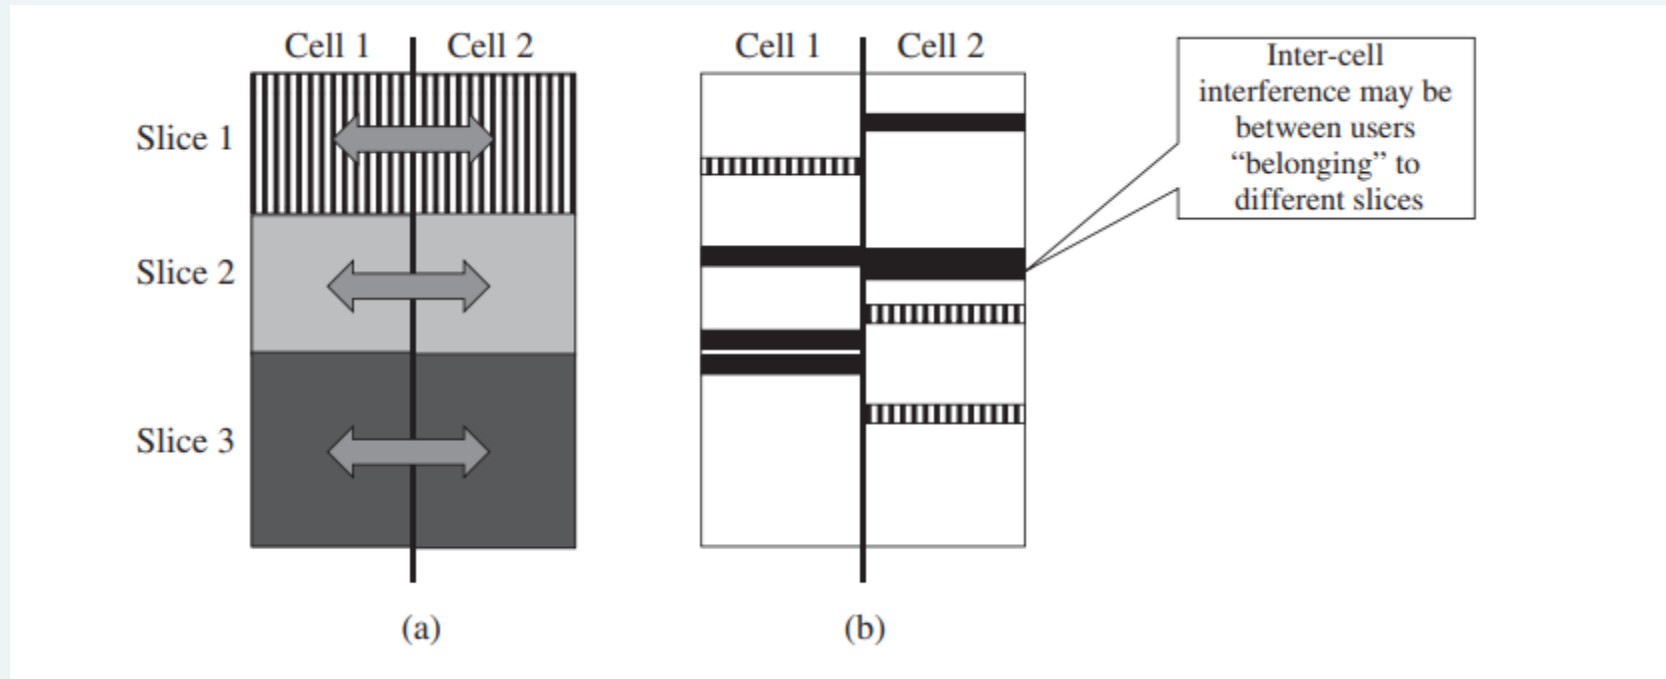 Cell 1 Cell 2
Slice 1
Slice 2
Slice 3
(a)
Cell 1 Cell 2
(b)
Inter-cell
interference may be
between users
“belonging” to
different slices